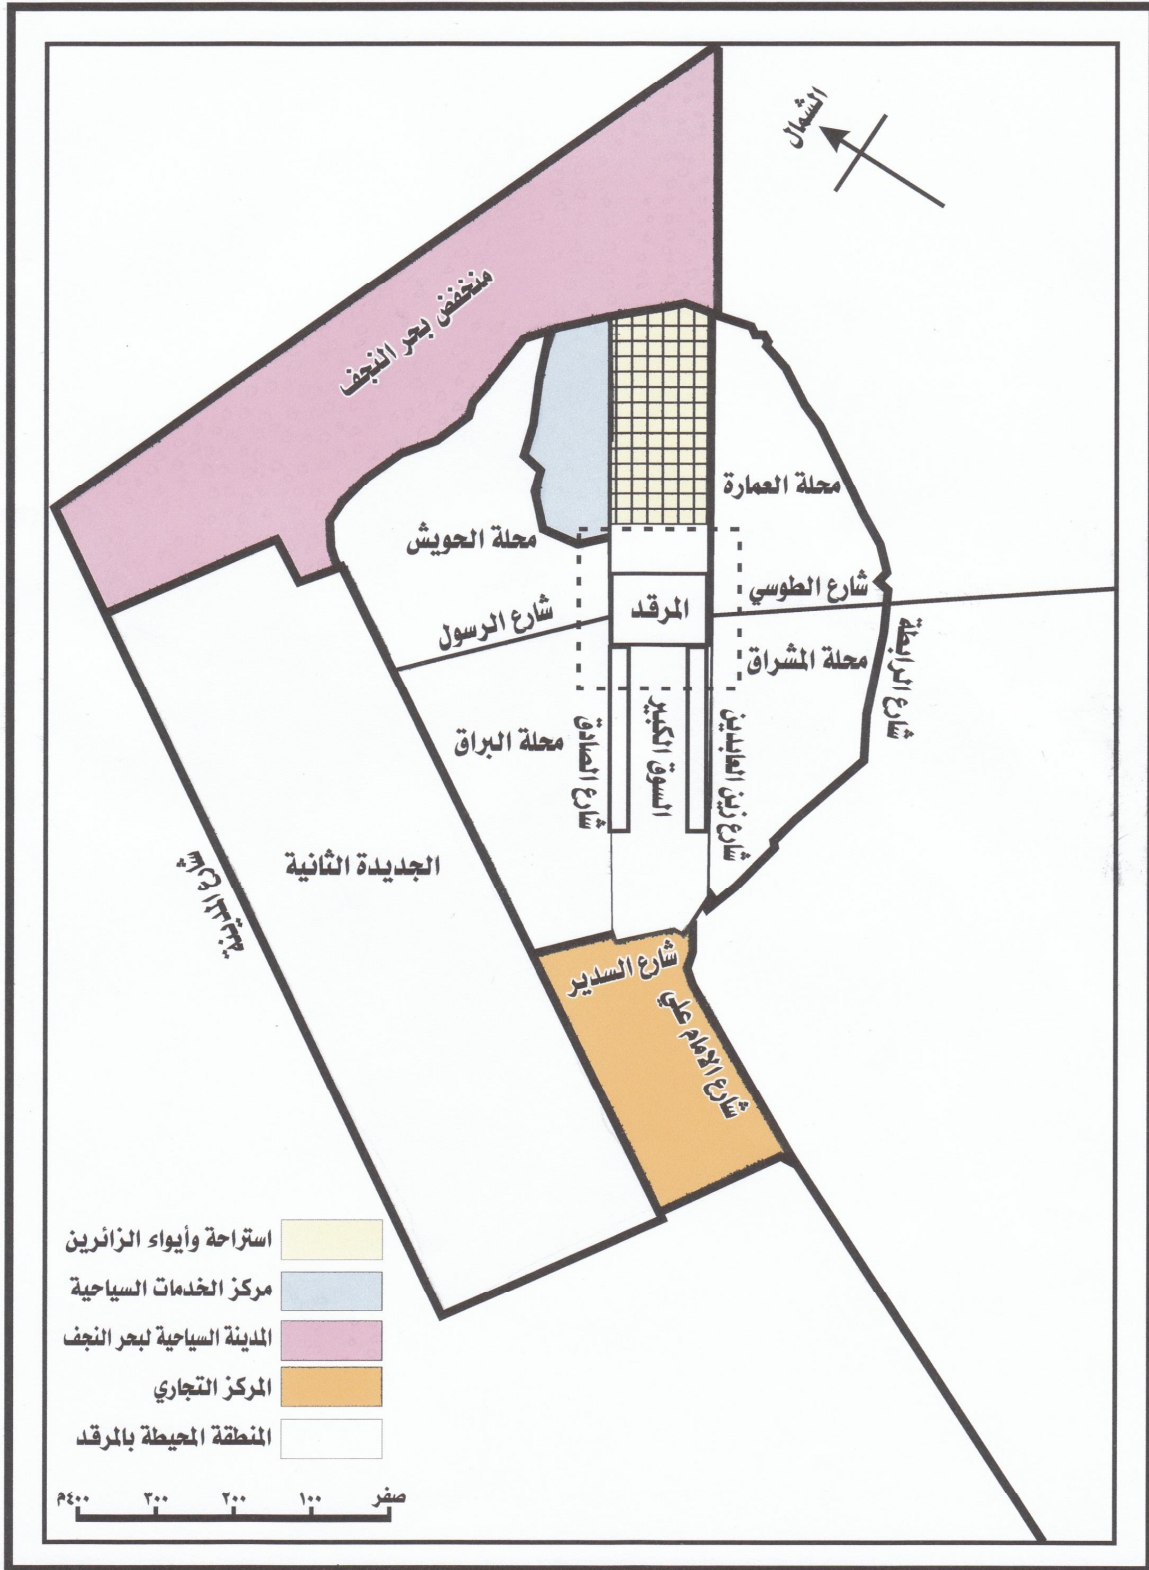 الشمال
منخفض بحر النجف
محلة العمارة
محلة الحويش
شارع الطوسي
المرقد
شارع الرسول
شارع الرابطة
محلة المشراق
محلة البراق
شارع الصادق
السوق الكبير
شارع زين العابدين
الجديدة الثانية
شارع المدينة
شارع السدير
شارع الامام علي
استراحة وأيواء الزائرين
مركز الخدمات السياحية
المدينة السياحية لبحر النجف
المركز التجاري
المنطقة المحيطة بالمرقد
صفر ١٠٠ ٢٠٠ ٣٠٠ ٤٠٠م